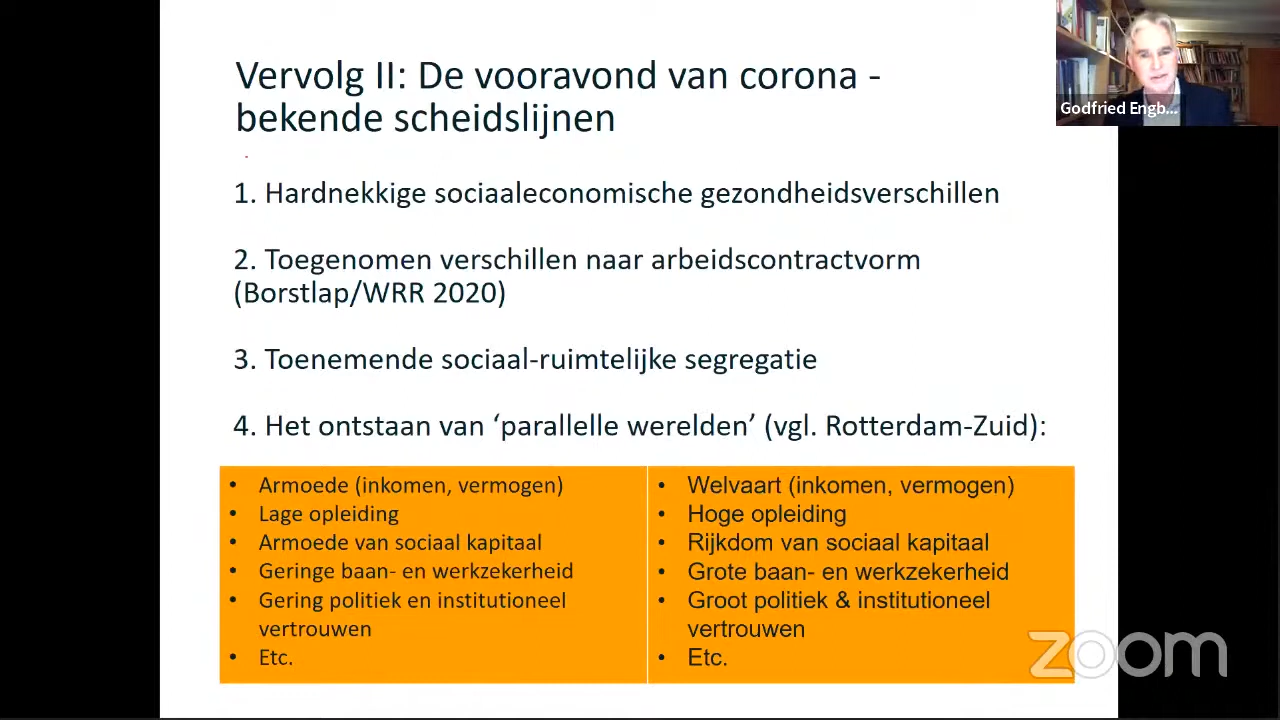 Vervolg II: De vooravond van corona -
bekende scheidslijnen
1. Hardnekkige sociaaleconomische gezondheidsverschillen
2. Toegenomen verschillen naar arbeidscontractvorm
(Borstlap/WRR 2020)
3. Toenemende sociaal-ruimtelijke segregatie
4. Het ontstaan van ‘parallelle werelden’ (vgl. Rotterdam-Zuid):
• Armoede (inkomen, vermogen)
• Lage opleiding
• Armoede van sociaal kapitaal
• Geringe baan- en werkzekerheid
• Gering politiek en institutioneel
vertrouwen
• Etc.
• Welvaart (inkomen, vermogen)
• Hoge opleiding
• Rijkdom van sociaal kapitaal
• Grote baan- en werkzekerheid
• Groot politiek & institutioneel
vertrouwen
• Etc.
Godfried Engb...
zoom